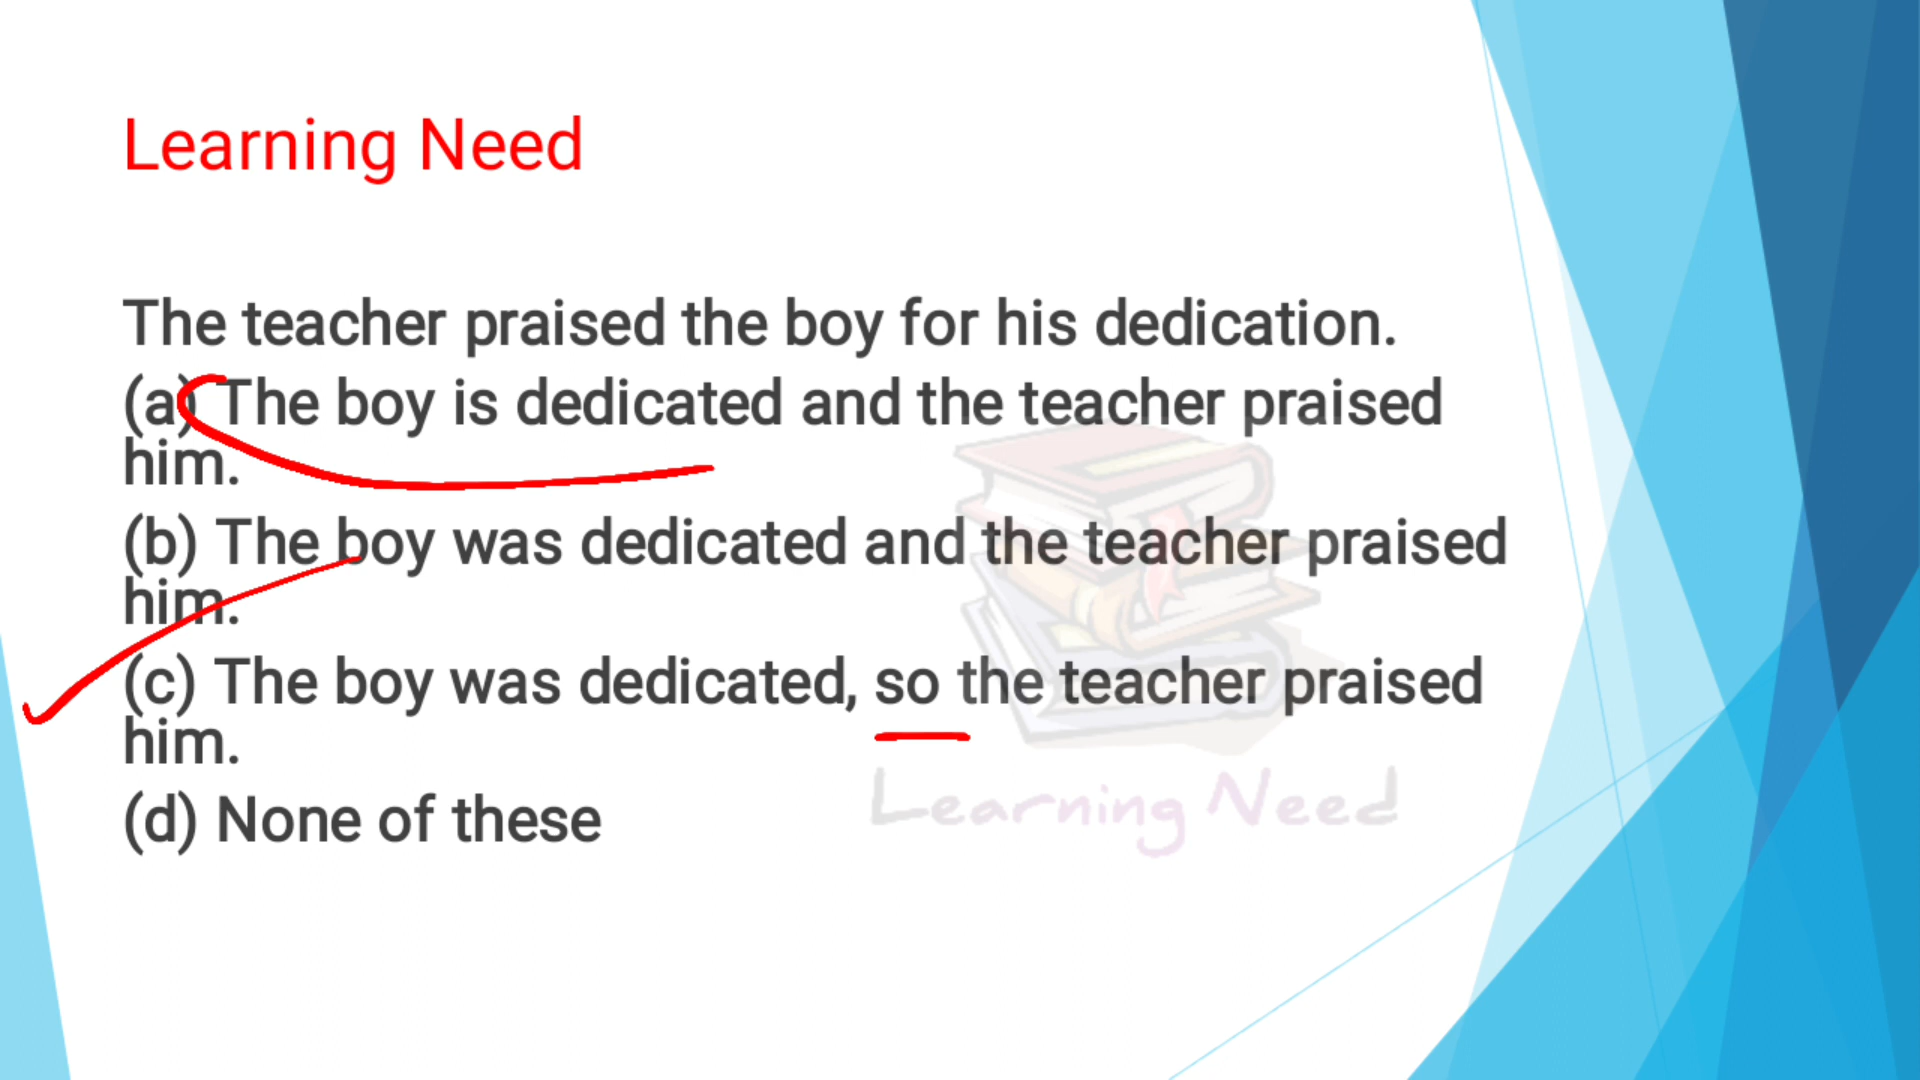 Learning Need
The teacher praised the boy for his dedication.
(a) The boy is dedicated and the teacher praised
him.
(b) The boy was dedicated and the teacher praised
him.
(c) The boy was dedicated, so the teacher praised
him.
(d) None of these
Learning Need